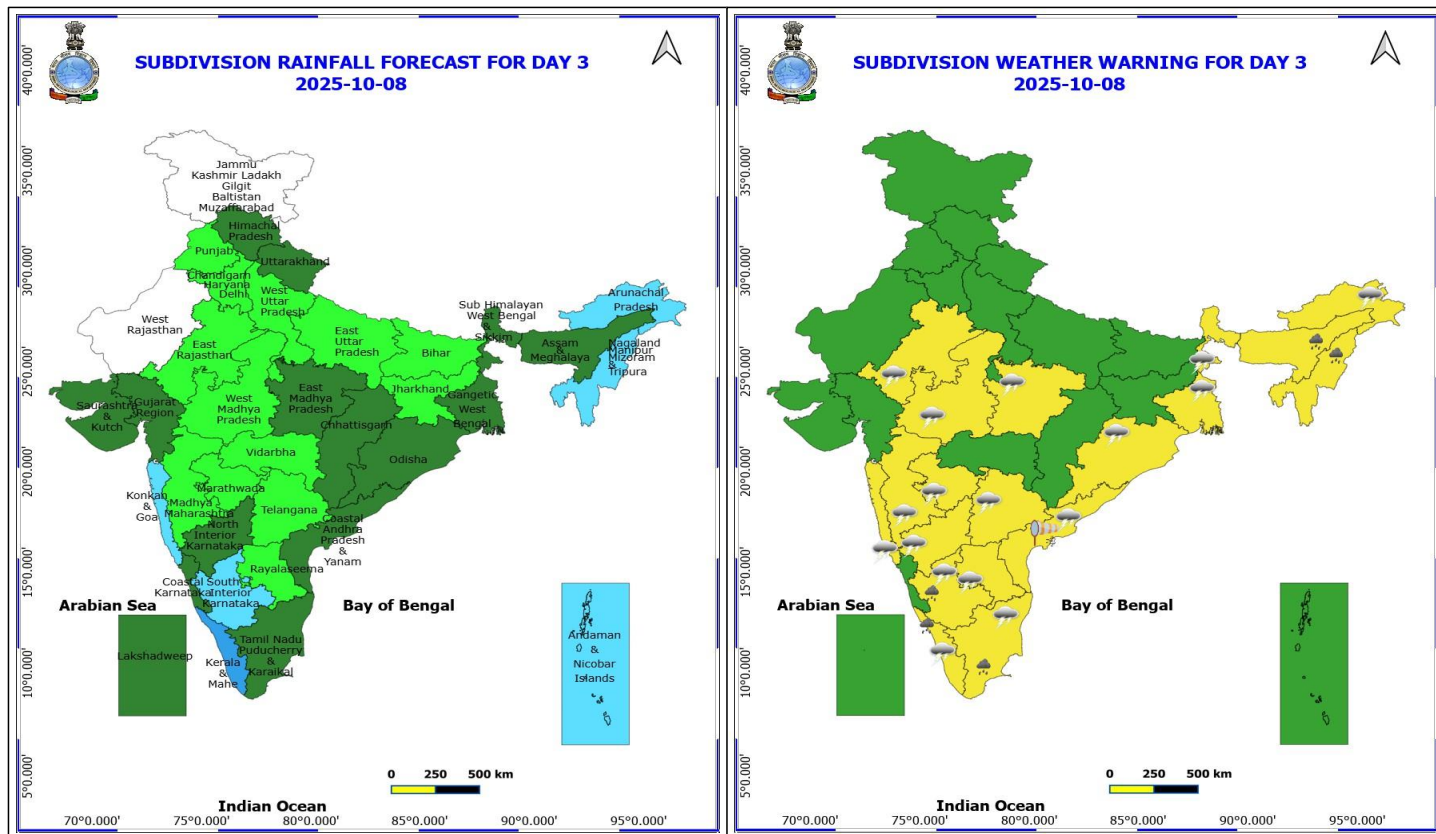 SUBDIVISION RAINFALL FORECAST FOR DAY 3
2025-10-08
40°0.000'
35°0.000'
30°0.000'
25°0.000'
20°0.000'
15°0.000'
10°0.000'
5°0.000'
Jammu
Kashmir Ladakh
Gilgit
Baltistan
Muzaffarabad
Himachal
Pradesh
Punjab
Uttarakhand
Chandigarh
Haryana
Delhi
West
Uttar
Pradesh
West
Rajasthan
East
Rajasthan
East
Uttar
Pradesh
Bihar
Sub Himalayan
West Bengal
&
Sikkim
Arunachal
Pradesh
Assam
&
Meghalaya
Nagaland
Manipur
Mizoram
&
Tripura
Jharkhand
Gangetic
West
Bengal
Saurashtra
&
Kutch
Gujarat
Region
West
Madhya
Pradesh
East
Madhya
Pradesh
Chhattisgarh
Odisha
Vidarbha
Konkan
&
Goa
Madhya
Maharashtra
Marathwada
Telangana
North
Interior
Karnataka
Coastal
Andhra
Pradesh
&
Yanam
Rayalaseema
Coastal
Karnataka
South
Interior
Karnataka
Arabian Sea
Bay of Bengal
Lakshadweep
Kerala
&
Mahe
Tamil Nadu
Puducherry
&
Karaikal
Andaman
&
Nicobar
Islands
0 250 500 km
Indian Ocean
70°0.000' 75°0.000' 80°0.000' 85°0.000' 90°0.000' 95°0.000'
SUBDIVISION WEATHER WARNING FOR DAY 3
2025-10-08
40°0.000'
35°0.000'
30°0.000'
25°0.000'
20°0.000'
15°0.000'
10°0.000'
5°0.000'
Arabian Sea
Bay of Bengal
0 250 500 km
Indian Ocean
70°0.000' 75°0.000' 80°0.000' 85°0.000' 90°0.000' 95°0.000'